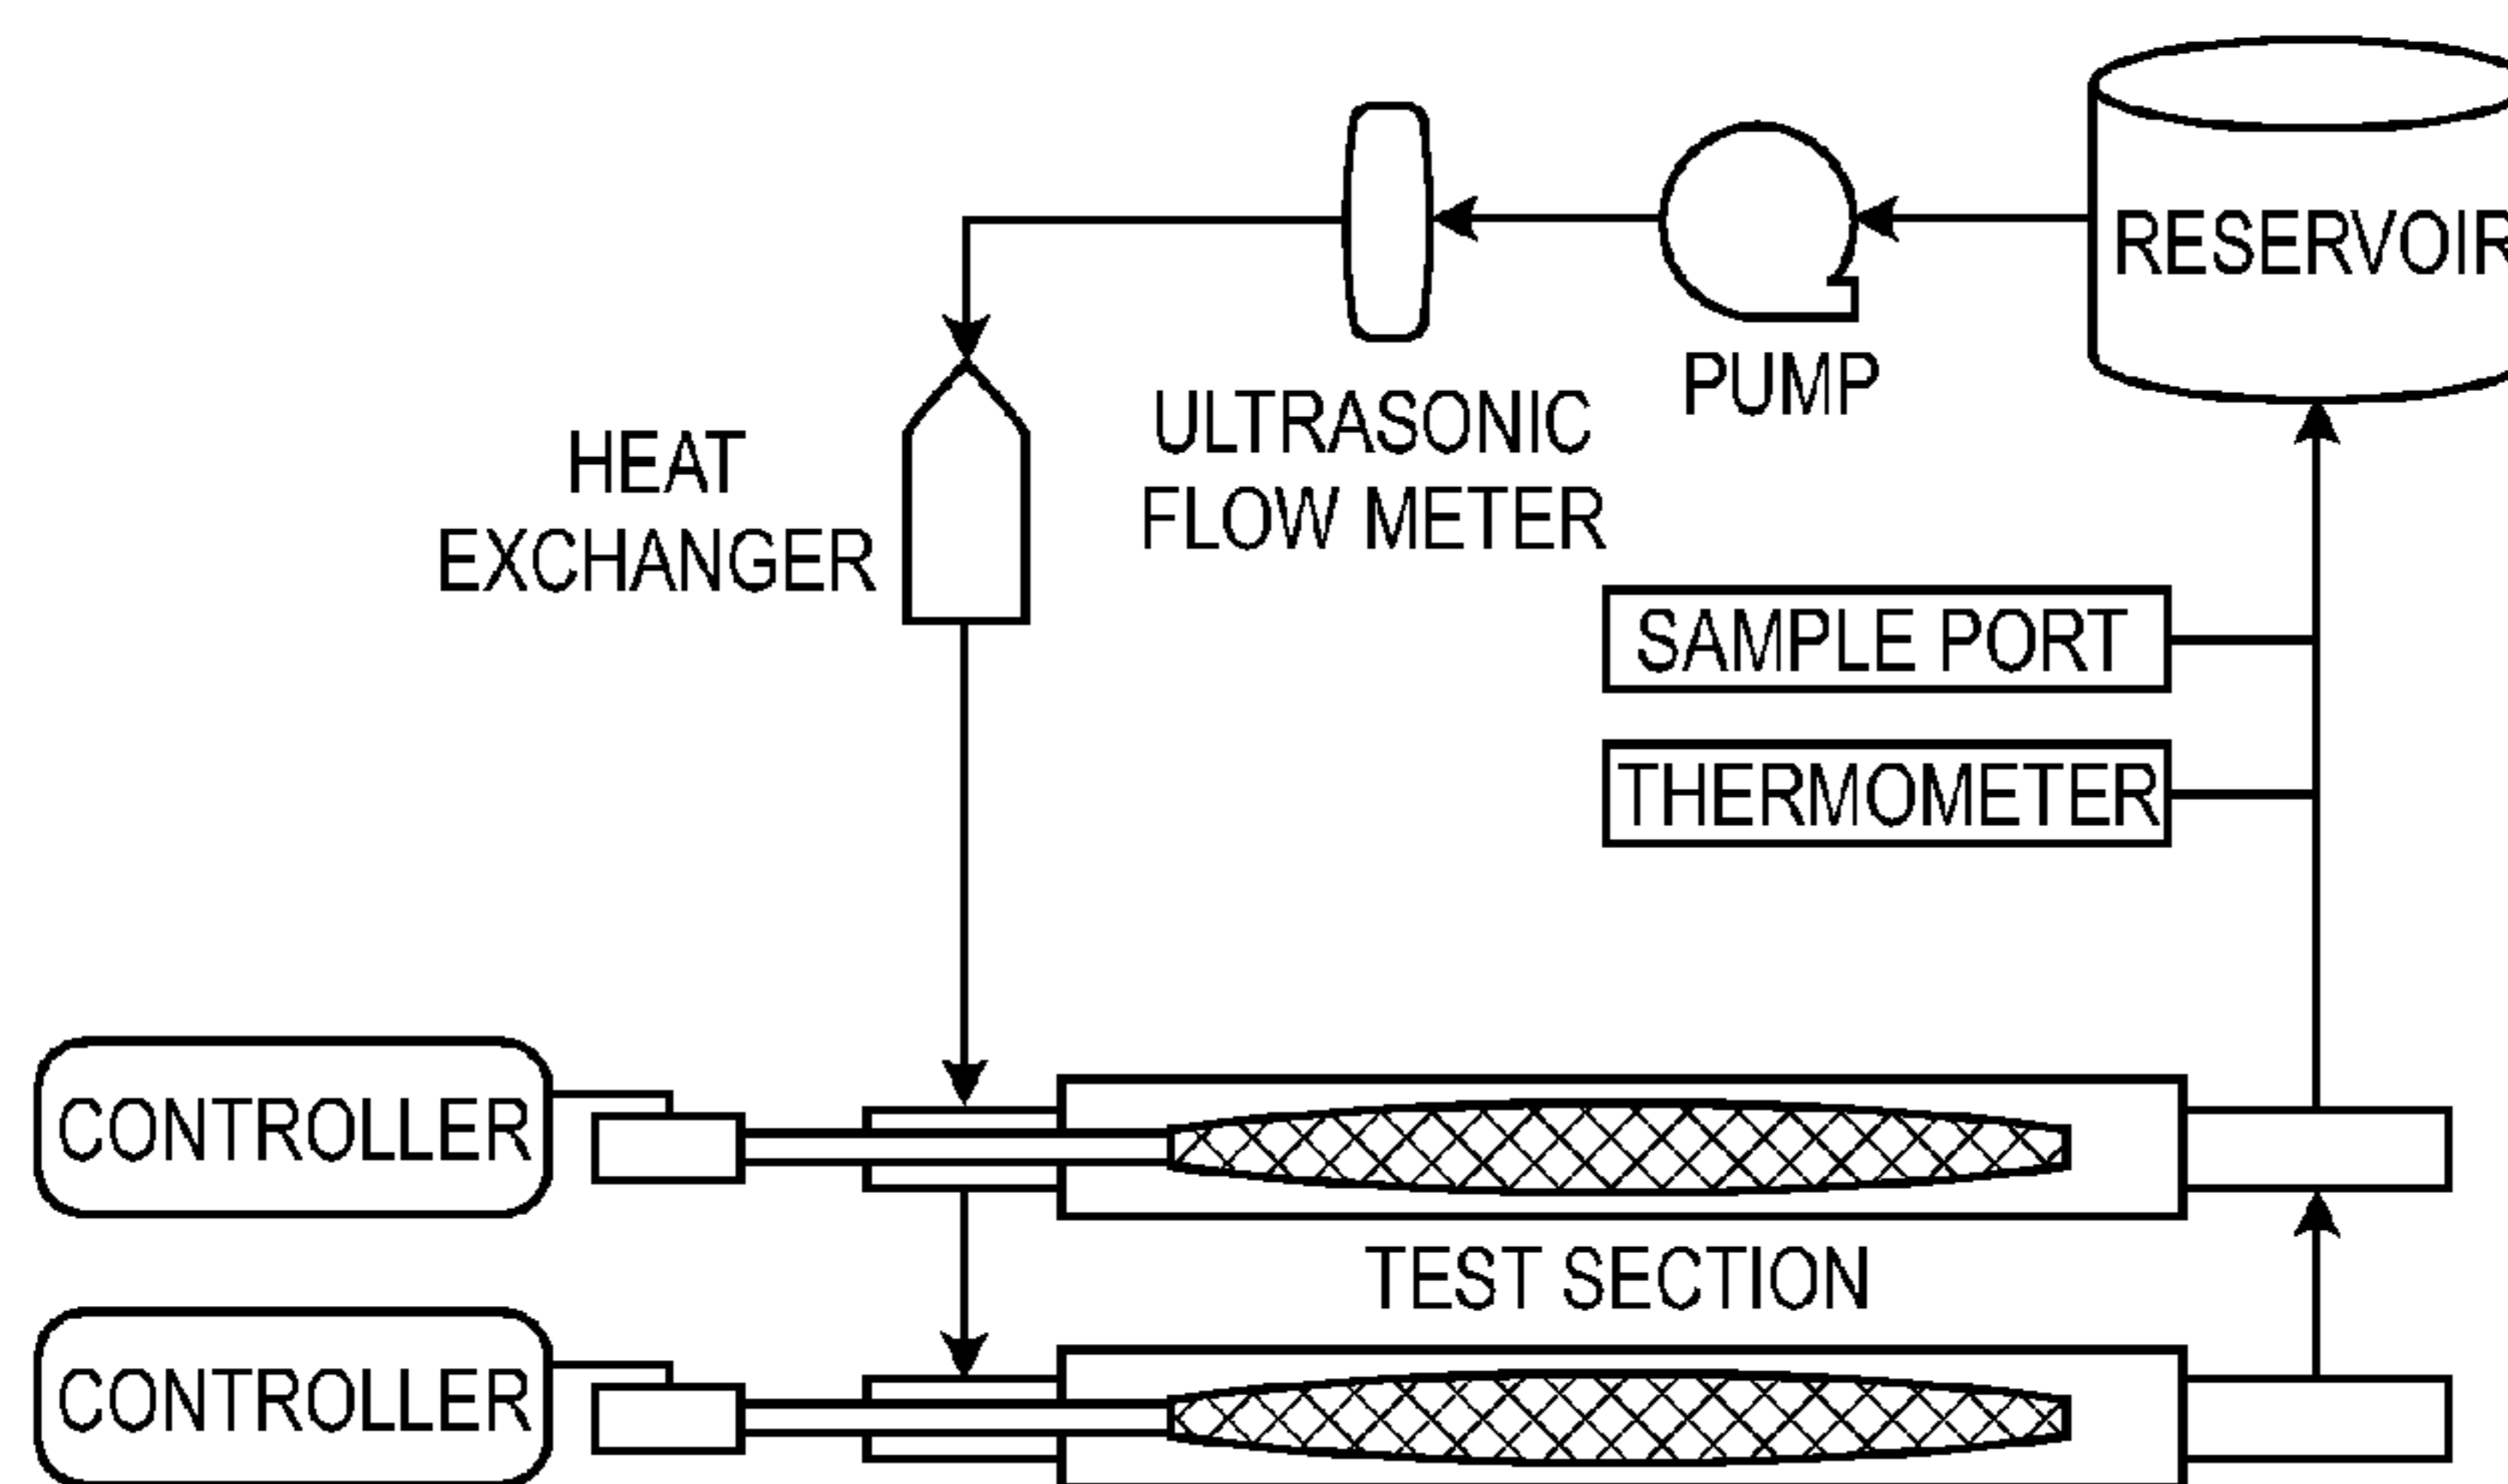 RESERVOIR
PUMP
ULTRASONIC
FLOW METER
HEAT
EXCHANGER
SAMPLE PORT
THERMOMETER
CONTROLLER
TEST SECTION
CONTROLLER